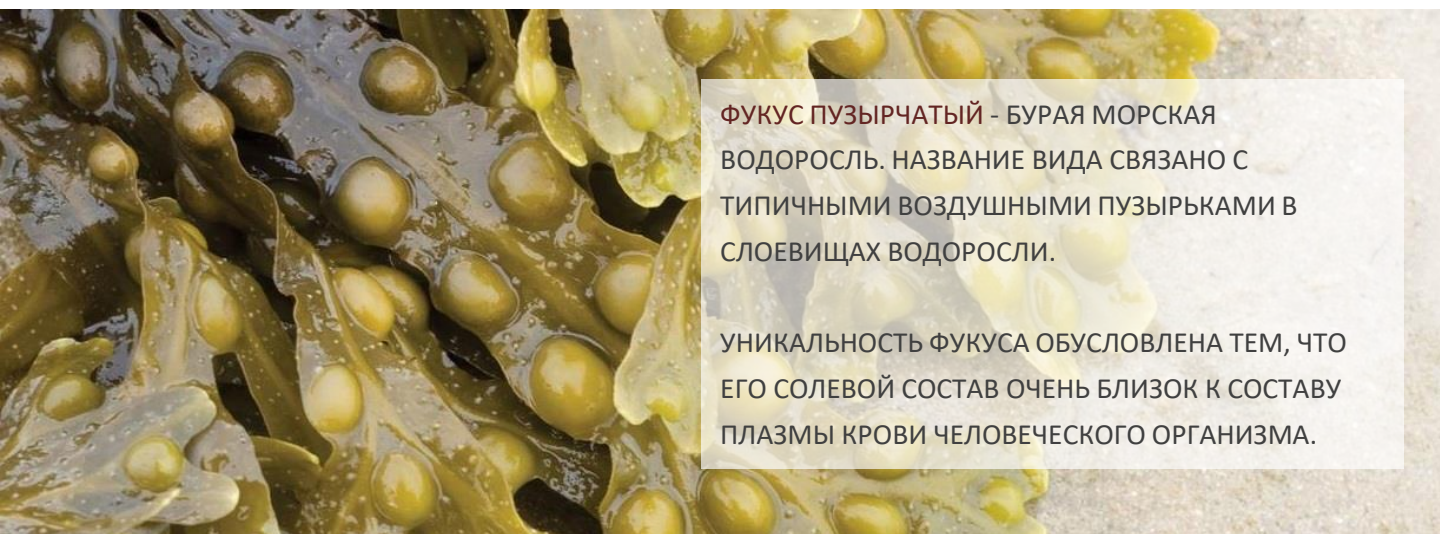 ФУКУС ПУЗЫРЧАТЫЙ - БУРАЯ МОРСКАЯ
ВОДОРОСЛЬ. НАЗВАНИЕ ВИДА СВЯЗАНО С
ТИПИЧНЫМИ ВОЗДУШНЫМИ ПУЗЫРЬКАМИ В
СЛОЕВИЩАХ ВОДОРОСЛИ.
УНИКАЛЬНОСТЬ ФУКУСА ОБУСЛОВЛЕНА ТЕМ, ЧТО
ЕГО СОЛЕВОЙ СОСТАВ ОЧЕНЬ БЛИЗОК К СОСТАВУ
ПЛАЗМЫ КРОВИ ЧЕЛОВЕЧЕСКОГО ОРГАНИЗМА.